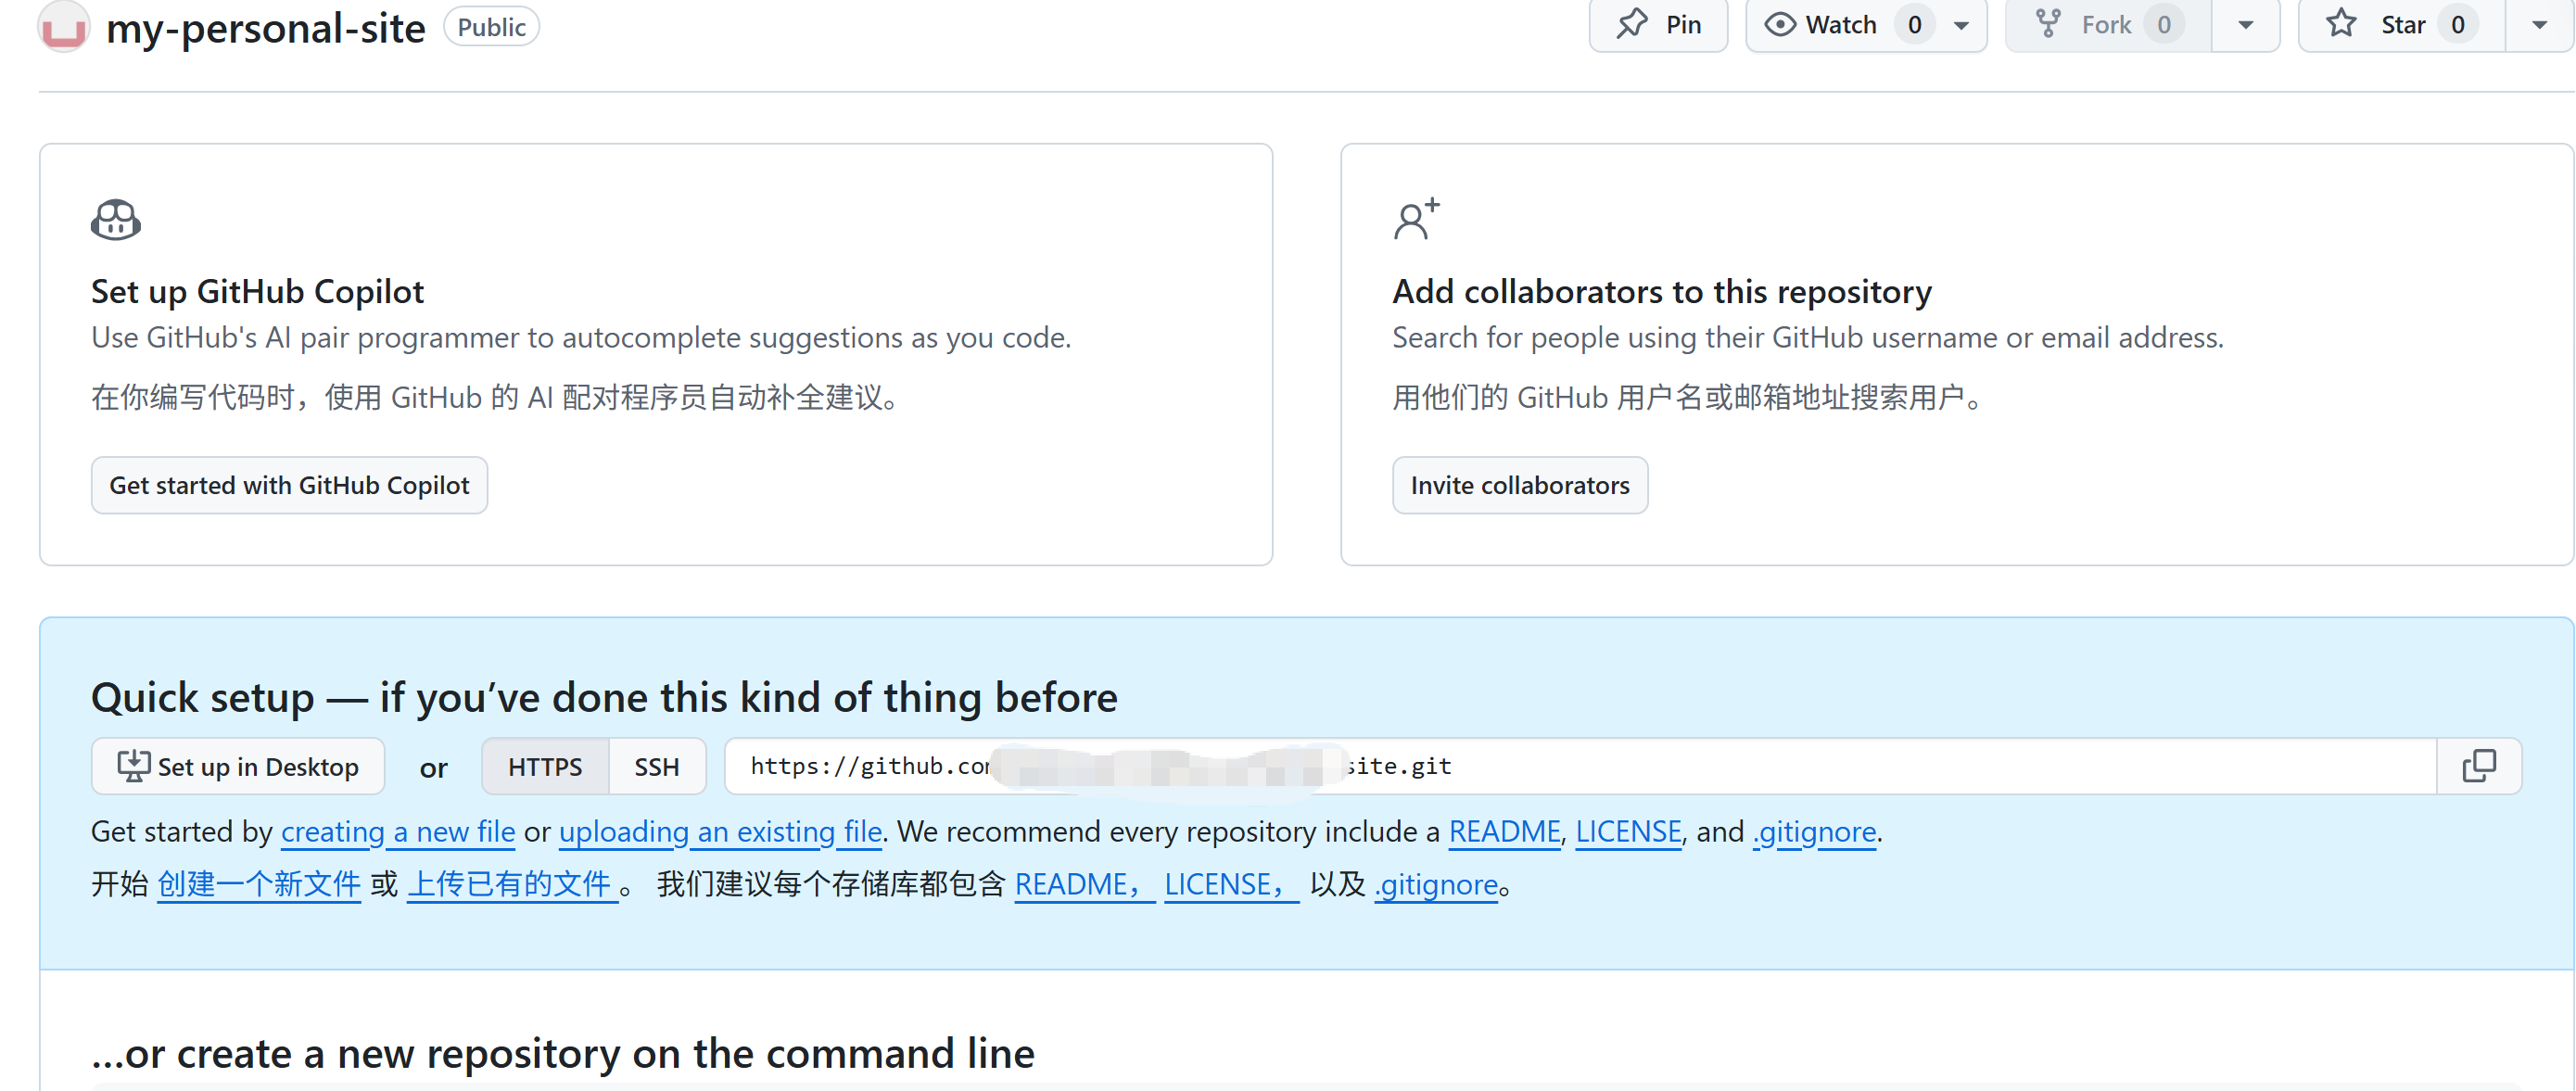 my-personal-site Public Pin Watch 0 Fork 0 Star 0
Set up GitHub Copilot
Use GitHub's AI pair programmer to autocomplete suggestions as you code.
在你编写代码时，使用 GitHub 的 AI 配对程序员自动补全建议。
Get started with GitHub Copilot
Add collaborators to this repository
Search for people using their GitHub username or email address.
用他们的 GitHub 用户名或邮箱地址搜索用户。
Invite collaborators
Quick setup — if you’ve done this kind of thing before
Set up in Desktop or HTTPS SSH https://github.co site.git
Get started by creating a new file or uploading an existing file. We recommend every repository include a README, LICENSE, and .gitignore.
开始 创建一个新文件 或 上传已有的文件 。 我们建议每个存储库都包含 README， LICENSE， 以及 .gitignore。
...or create a new repository on the command line